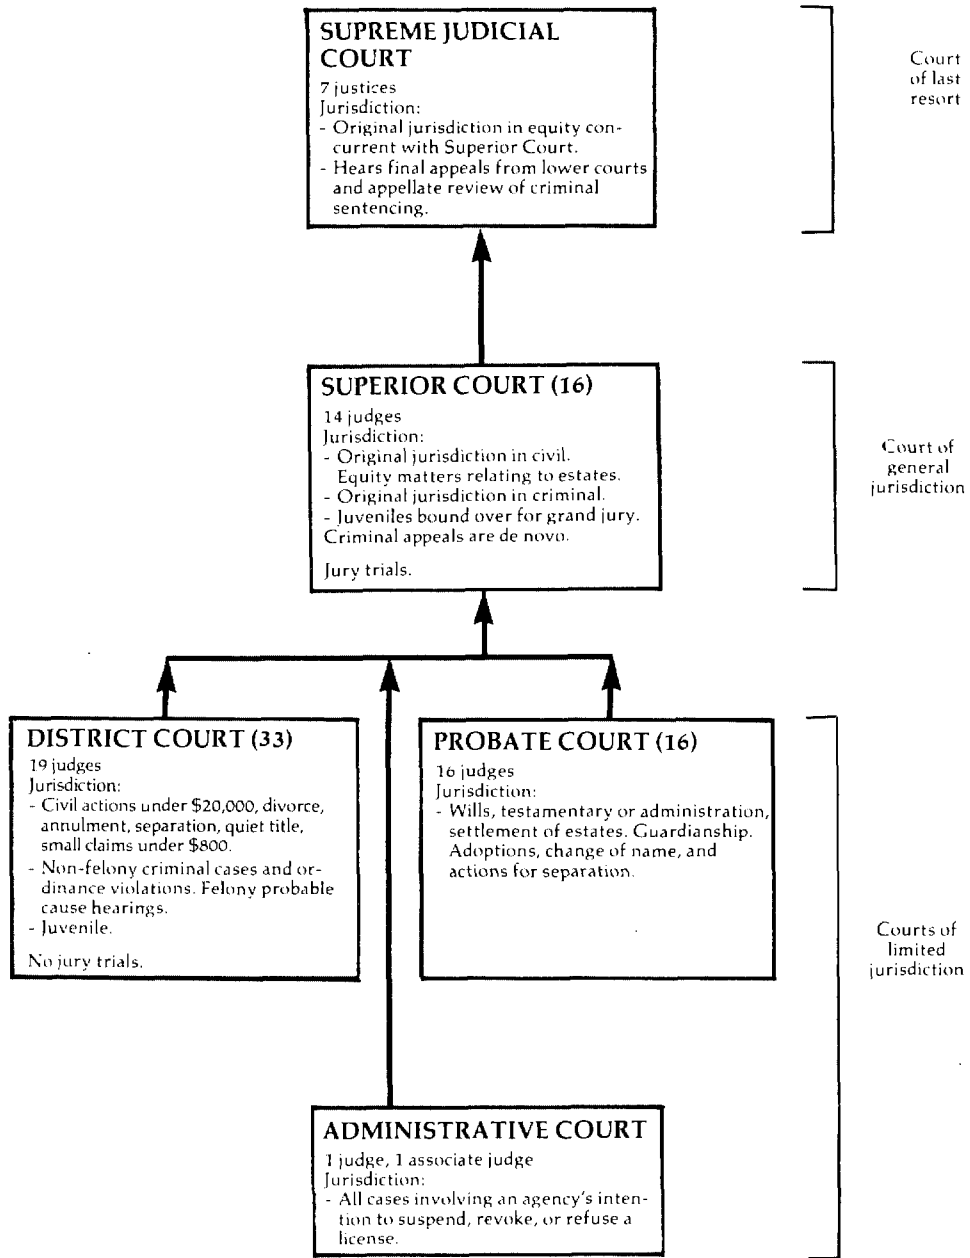 SUPREME JUDICIAL
COURT
7 justices
Jurisdiction:
- Original jurisdiction in equity con-
current with Superior Court.
- Hears final appeals from lower courts
and appellate review of criminal
sentencing.
Court
of last
resort
SUPERIOR COURT (16)
14 judges
Jurisdiction:
- Original jurisdiction in civil.
Equity matters relating to estates.
- Original jurisdiction in criminal.
- Juveniles bound over for grand jury.
Criminal appeals are de novo.
Jury trials.
Court of
general
jurisdiction
DISTRICT COURT (33)
19 judges
Jurisdiction:
- Civil actions under $20,000, divorce,
annulment, separation, quiet title,
small claims under $800.
- Non-felony criminal cases and or-
dinance violations. Felony probable
cause hearings.
- Juvenile.
No jury trials.
PROBATE COURT (16)
16 judges
Jurisdiction:
- Wills, testamentary or administration,
settlement of estates. Guardianship.
Adoptions, change of name, and
actions for separation.
Courts of
limited
jurisdiction
ADMINISTRATIVE COURT
1 judge, 1 associate judge
Jurisdiction:
- All cases involving an agency's inten-
tion to suspend, revoke, or refuse a
license.